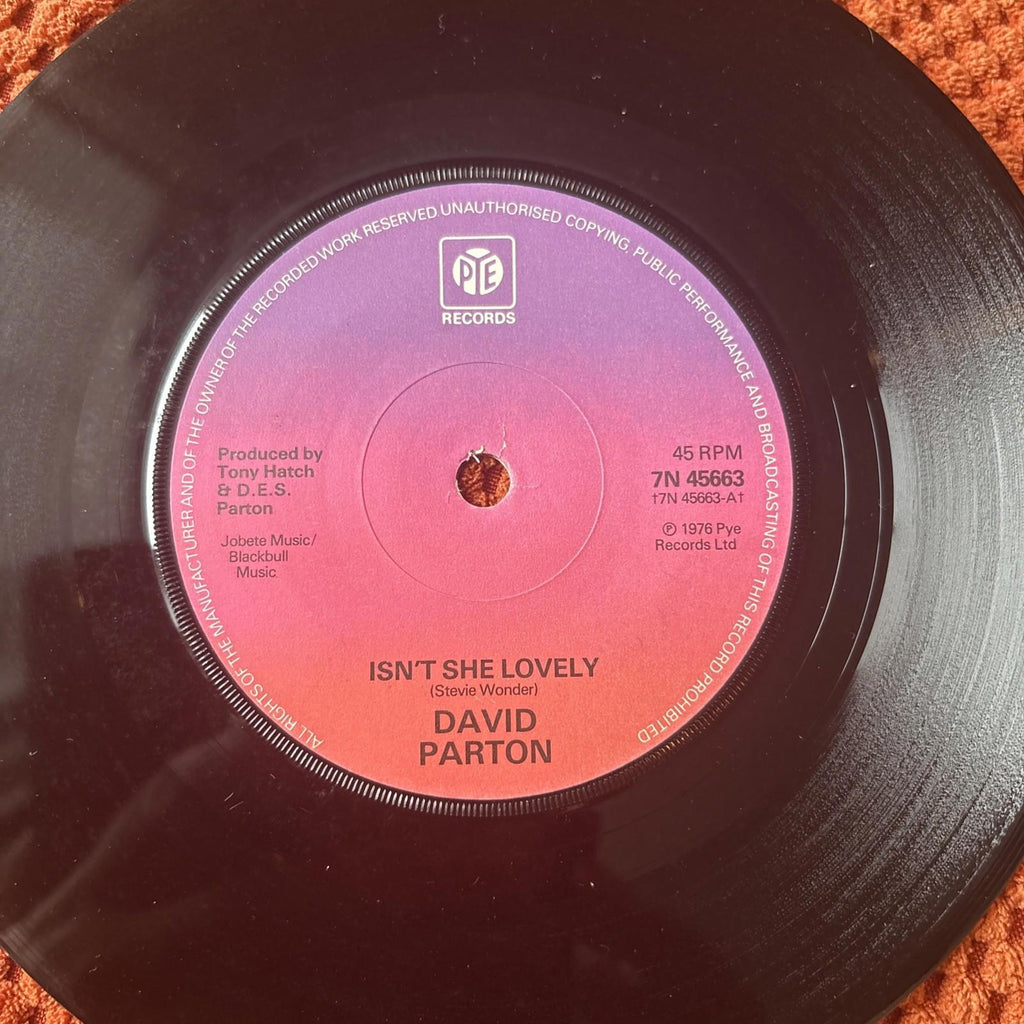 ALL RIGHTS OF THE MANUFACTURER AND OF THE OWNER OF THE RECORDED WORK RESERVED UNAUTHORISED COPYING, PUBLIC PERFORMANCE AND BROADCASTING OF THIS RECORD PROHIBITED
PYE
RECORDS
Produced by
Tony Hatch
& D.E.S.
Parton
Jobete Music/
Blackbull
Music
45 RPM
7N 45663
†7N 45663-A†
℗ 1976 Pye
Records Ltd
ISN'T SHE LOVELY
(Stevie Wonder)
DAVID
PARTON